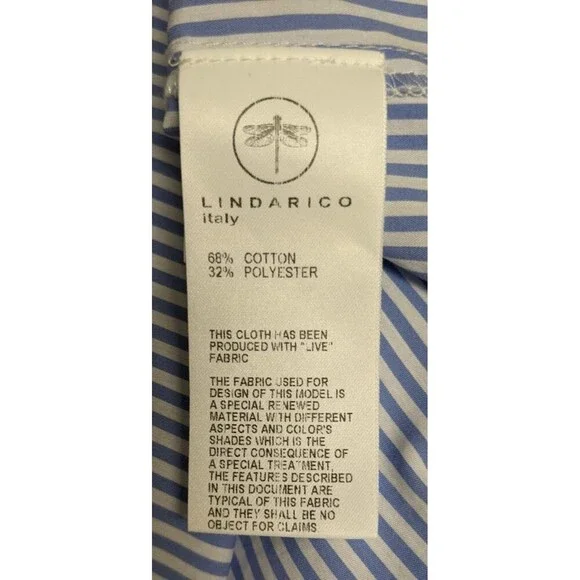 LINDARICO
italy
68% COTTON
32% POLYESTER
THIS CLOTH HAS BEEN
PRODUCED WITH "LIVE"
FABRIC
THE FABRIC USED FOR
DESIGN OF THIS MODEL IS
A SPECIAL RENEWED
MATERIAL WITH DIFFERENT
ASPECTS AND COLOR'S
SHADES WHICH IS THE
DIRECT CONSEQUENCE OF
A SPECIAL TREATMENT,
THE FEATURES DESCRIBED
IN THIS DOCUMENT ARE
TYPICAL OF THIS FABRIC
AND THEY SHALL BE NO
OBJECT FOR CLAIMS